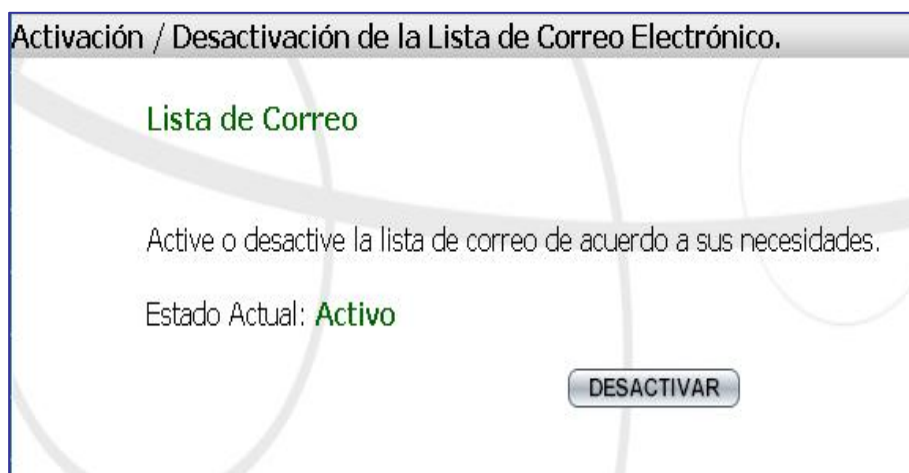 Activación / Desactivación de la Lista de Correo Electrónico.
Lista de Correo
Active o desactive la lista de correo de acuerdo a sus necesidades.
Estado Actual: Activo
DESACTIVAR